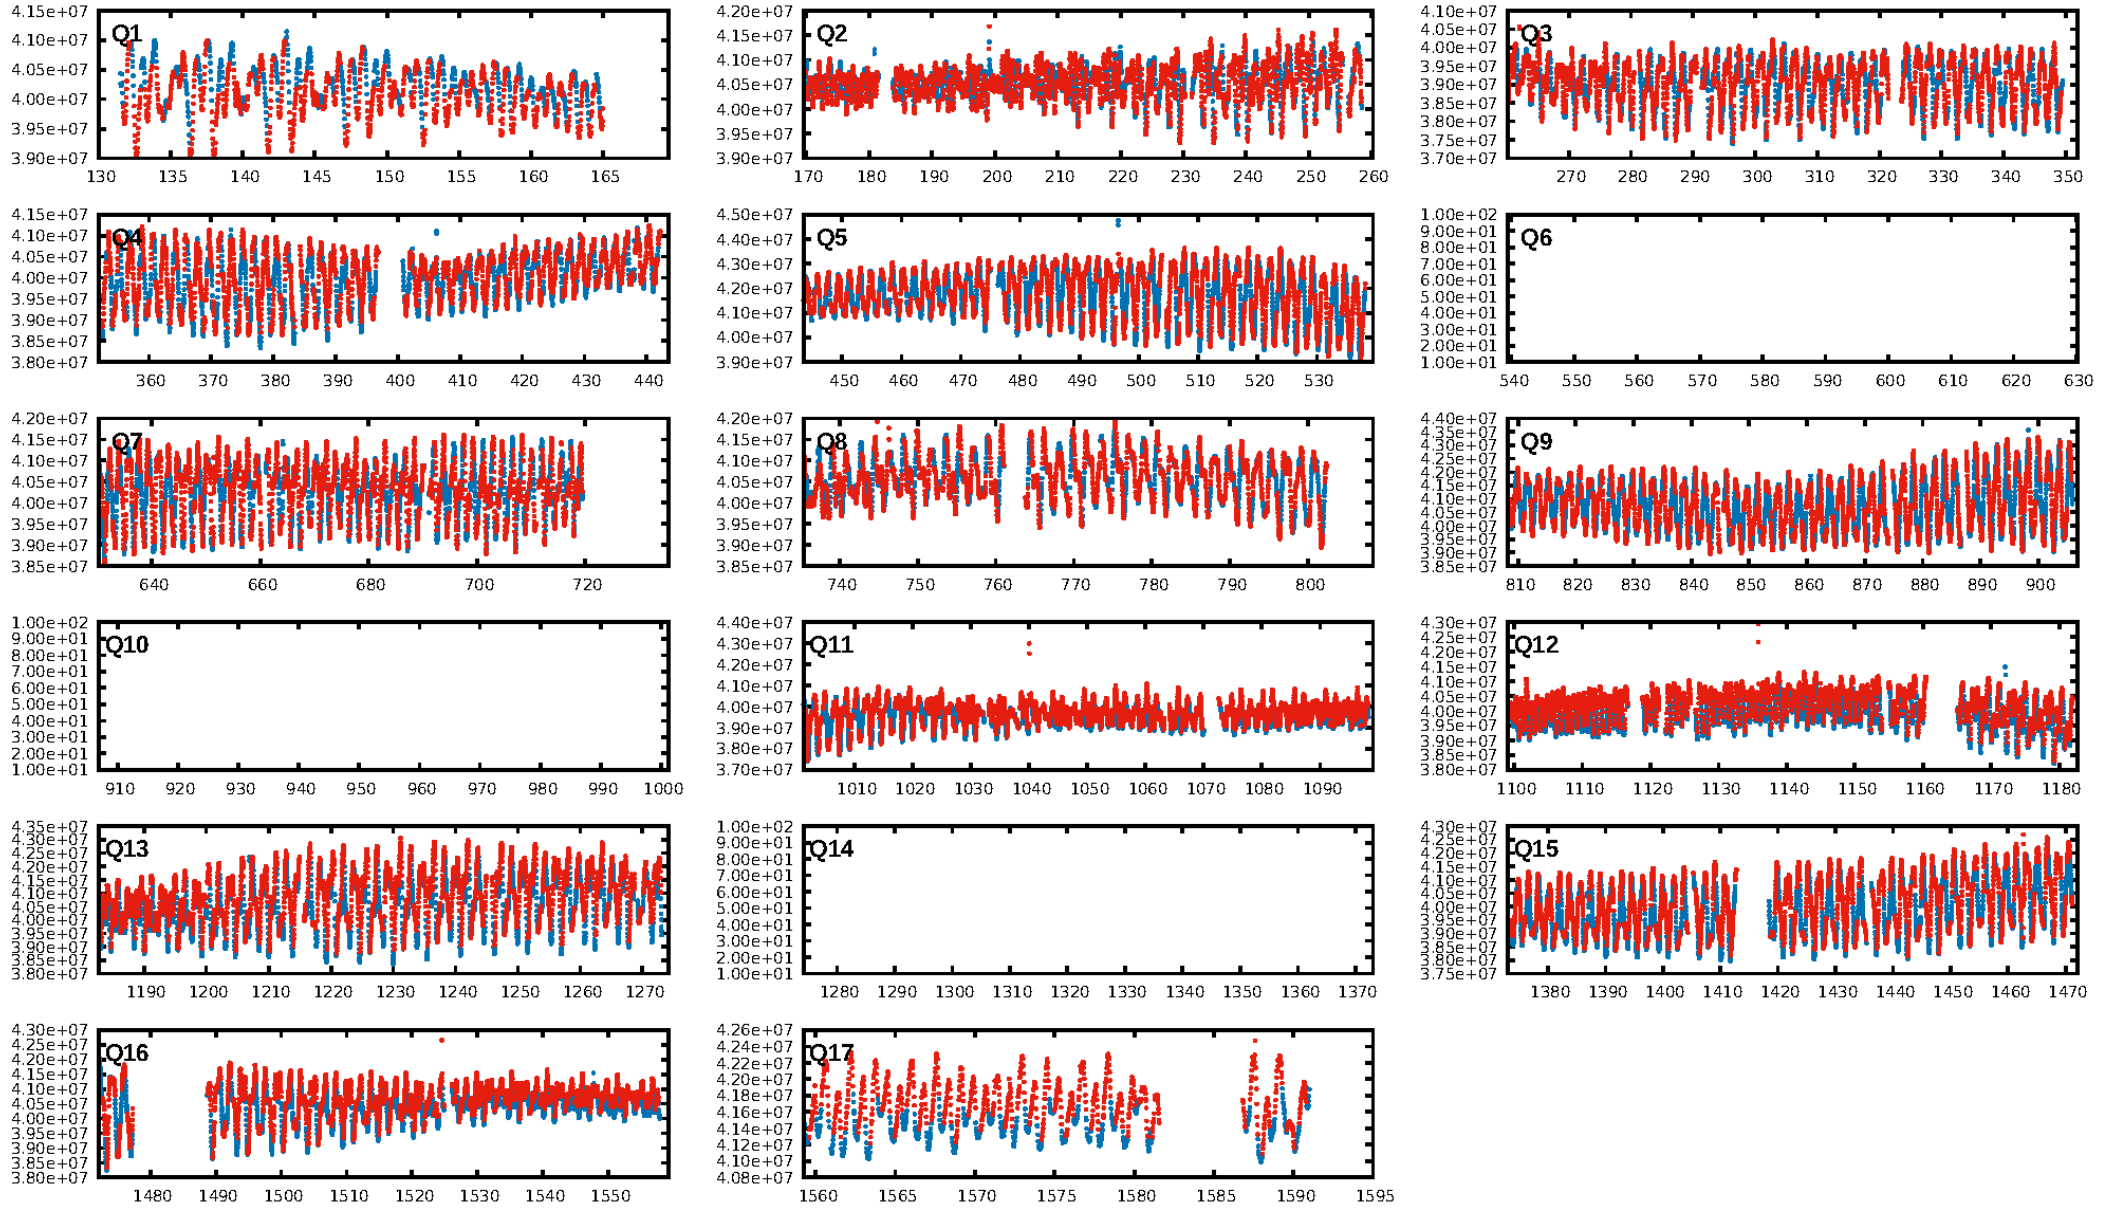 4.15e+07 4.10e+07 4.05e+07 4.00e+07 3.95e+07 3.90e+07
Q1
130 135 140 145 150 155 160 165
4.20e+07 4.15e+07 4.10e+07 4.05e+07 4.00e+07 3.95e+07 3.90e+07
Q2
170 180 190 200 210 220 230 240 250 260
4.10e+07 4.05e+07 4.00e+07 3.95e+07 3.90e+07 3.85e+07 3.80e+07 3.75e+07 3.70e+07
Q3
270 280 290 300 310 320 330 340 350
4.15e+07 4.10e+07 4.05e+07 4.00e+07 3.95e+07 3.90e+07 3.85e+07 3.80e+07
Q4
360 370 380 390 400 410 420 430 440
4.50e+07 4.40e+07 4.30e+07 4.20e+07 4.10e+07 4.00e+07 3.90e+07
Q5
450 460 470 480 490 500 510 520 530
1.00e+02 9.00e+01 8.00e+01 7.00e+01 6.00e+01 5.00e+01 4.00e+01 3.00e+01 2.00e+01 1.00e+01
Q6
540 550 560 570 580 590 600 610 620 630
4.20e+07 4.15e+07 4.10e+07 4.05e+07 4.00e+07 3.95e+07 3.90e+07 3.85e+07
Q7
640 660 680 700 720
4.20e+07 4.15e+07 4.10e+07 4.05e+07 4.00e+07 3.95e+07 3.90e+07 3.85e+07
Q8
740 750 760 770 780 790 800
4.40e+07 4.35e+07 4.30e+07 4.25e+07 4.20e+07 4.15e+07 4.10e+07 4.05e+07 4.00e+07 3.95e+07 3.90e+07 3.85e+07
Q9
810 820 830 840 850 860 870 880 890 900
1.00e+02 9.00e+01 8.00e+01 7.00e+01 6.00e+01 5.00e+01 4.00e+01 3.00e+01 2.00e+01 1.00e+01
Q10
910 920 930 940 950 960 970 980 990 1000
4.40e+07 4.30e+07 4.20e+07 4.10e+07 4.00e+07 3.90e+07 3.80e+07 3.70e+07
Q11
1010 1020 1030 1040 1050 1060 1070 1080 1090
4.30e+07 4.25e+07 4.20e+07 4.15e+07 4.10e+07 4.05e+07 4.00e+07 3.95e+07 3.90e+07 3.85e+07 3.80e+07
Q12
1100 1110 1120 1130 1140 1150 1160 1170 1180
4.35e+07 4.30e+07 4.25e+07 4.20e+07 4.15e+07 4.10e+07 4.05e+07 4.00e+07 3.95e+07 3.90e+07 3.85e+07 3.80e+07
Q13
1190 1200 1210 1220 1230 1240 1250 1260 1270
1.00e+02 9.00e+01 8.00e+01 7.00e+01 6.00e+01 5.00e+01 4.00e+01 3.00e+01 2.00e+01 1.00e+01
Q14
1280 1290 1300 1310 1320 1330 1340 1350 1360 1370
4.30e+07 4.25e+07 4.20e+07 4.15e+07 4.10e+07 4.05e+07 4.00e+07 3.95e+07 3.90e+07 3.85e+07 3.80e+07 3.75e+07
Q15
1380 1390 1400 1410 1420 1430 1440 1450 1460 1470
4.30e+07 4.25e+07 4.20e+07 4.15e+07 4.10e+07 4.05e+07 4.00e+07 3.95e+07 3.90e+07 3.85e+07 3.80e+07
Q16
1480 1490 1500 1510 1520 1530 1540 1550
4.26e+07 4.24e+07 4.22e+07 4.20e+07 4.18e+07 4.16e+07 4.14e+07 4.12e+07 4.10e+07 4.08e+07
Q17
1560 1565 1570 1575 1580 1585 1590 1595